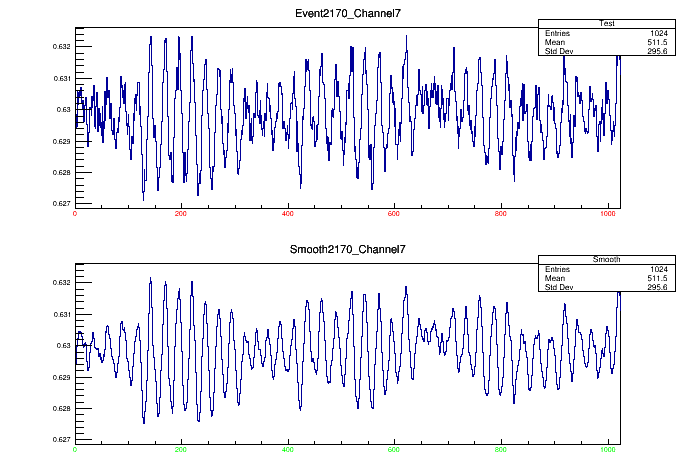 Event2170_Channel7
Test
Entries 1024
Mean 511.5
Std Dev 295.6
0.632
0.631
0.63
0.629
0.628
0.627
0 200 400 600 800 1000
Smooth2170_Channel7
Smooth
Entries 1024
Mean 511.5
Std Dev 295.6
0.632
0.631
0.63
0.629
0.628
0.627
0 200 400 600 800 1000